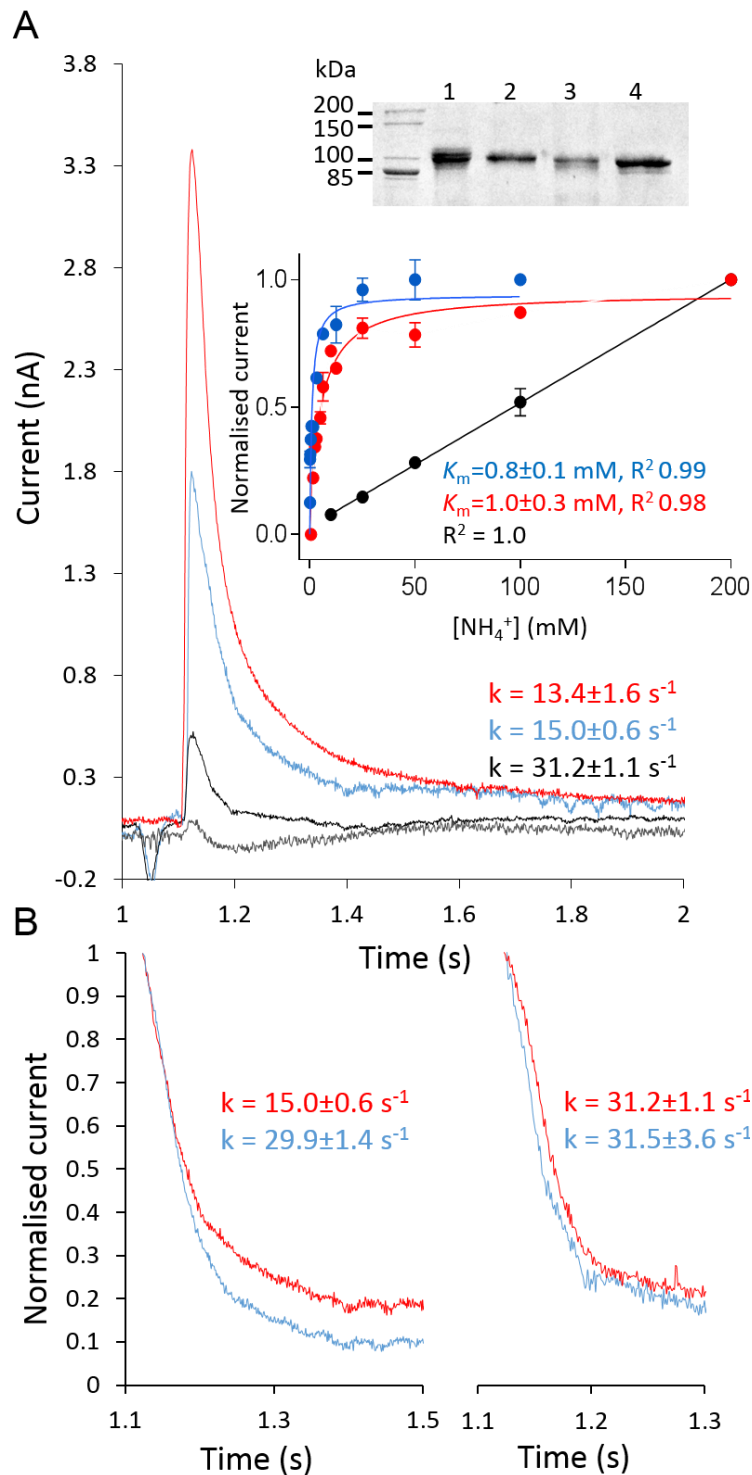 A
3.8
3.3
2.8
2.3
1.8
1.3
0.8
0.3
-0.2
Current (nA)
kDa
1 2 3 4
200
150
100
85
1.0
0.5
0.0
Normalised current
Km=0.8±0.1 mM, R² 0.99
Km=1.0±0.3 mM, R² 0.98
R² = 1.0
0 50 100 150 200
[NH₄⁺] (mM)
k = 13.4±1.6 s⁻¹
k = 15.0±0.6 s⁻¹
k = 31.2±1.1 s⁻¹
1 1.2 1.4 1.6 1.8 2
Time (s)
B
1
0.9
0.8
0.7
0.6
0.5
0.4
0.3
0.2
0.1
0
Normalised current
k = 15.0±0.6 s⁻¹
k = 29.9±1.4 s⁻¹
1.1 1.3 1.5
Time (s)
k = 31.2±1.1 s⁻¹
k = 31.5±3.6 s⁻¹
1.1 1.2 1.3
Time (s)